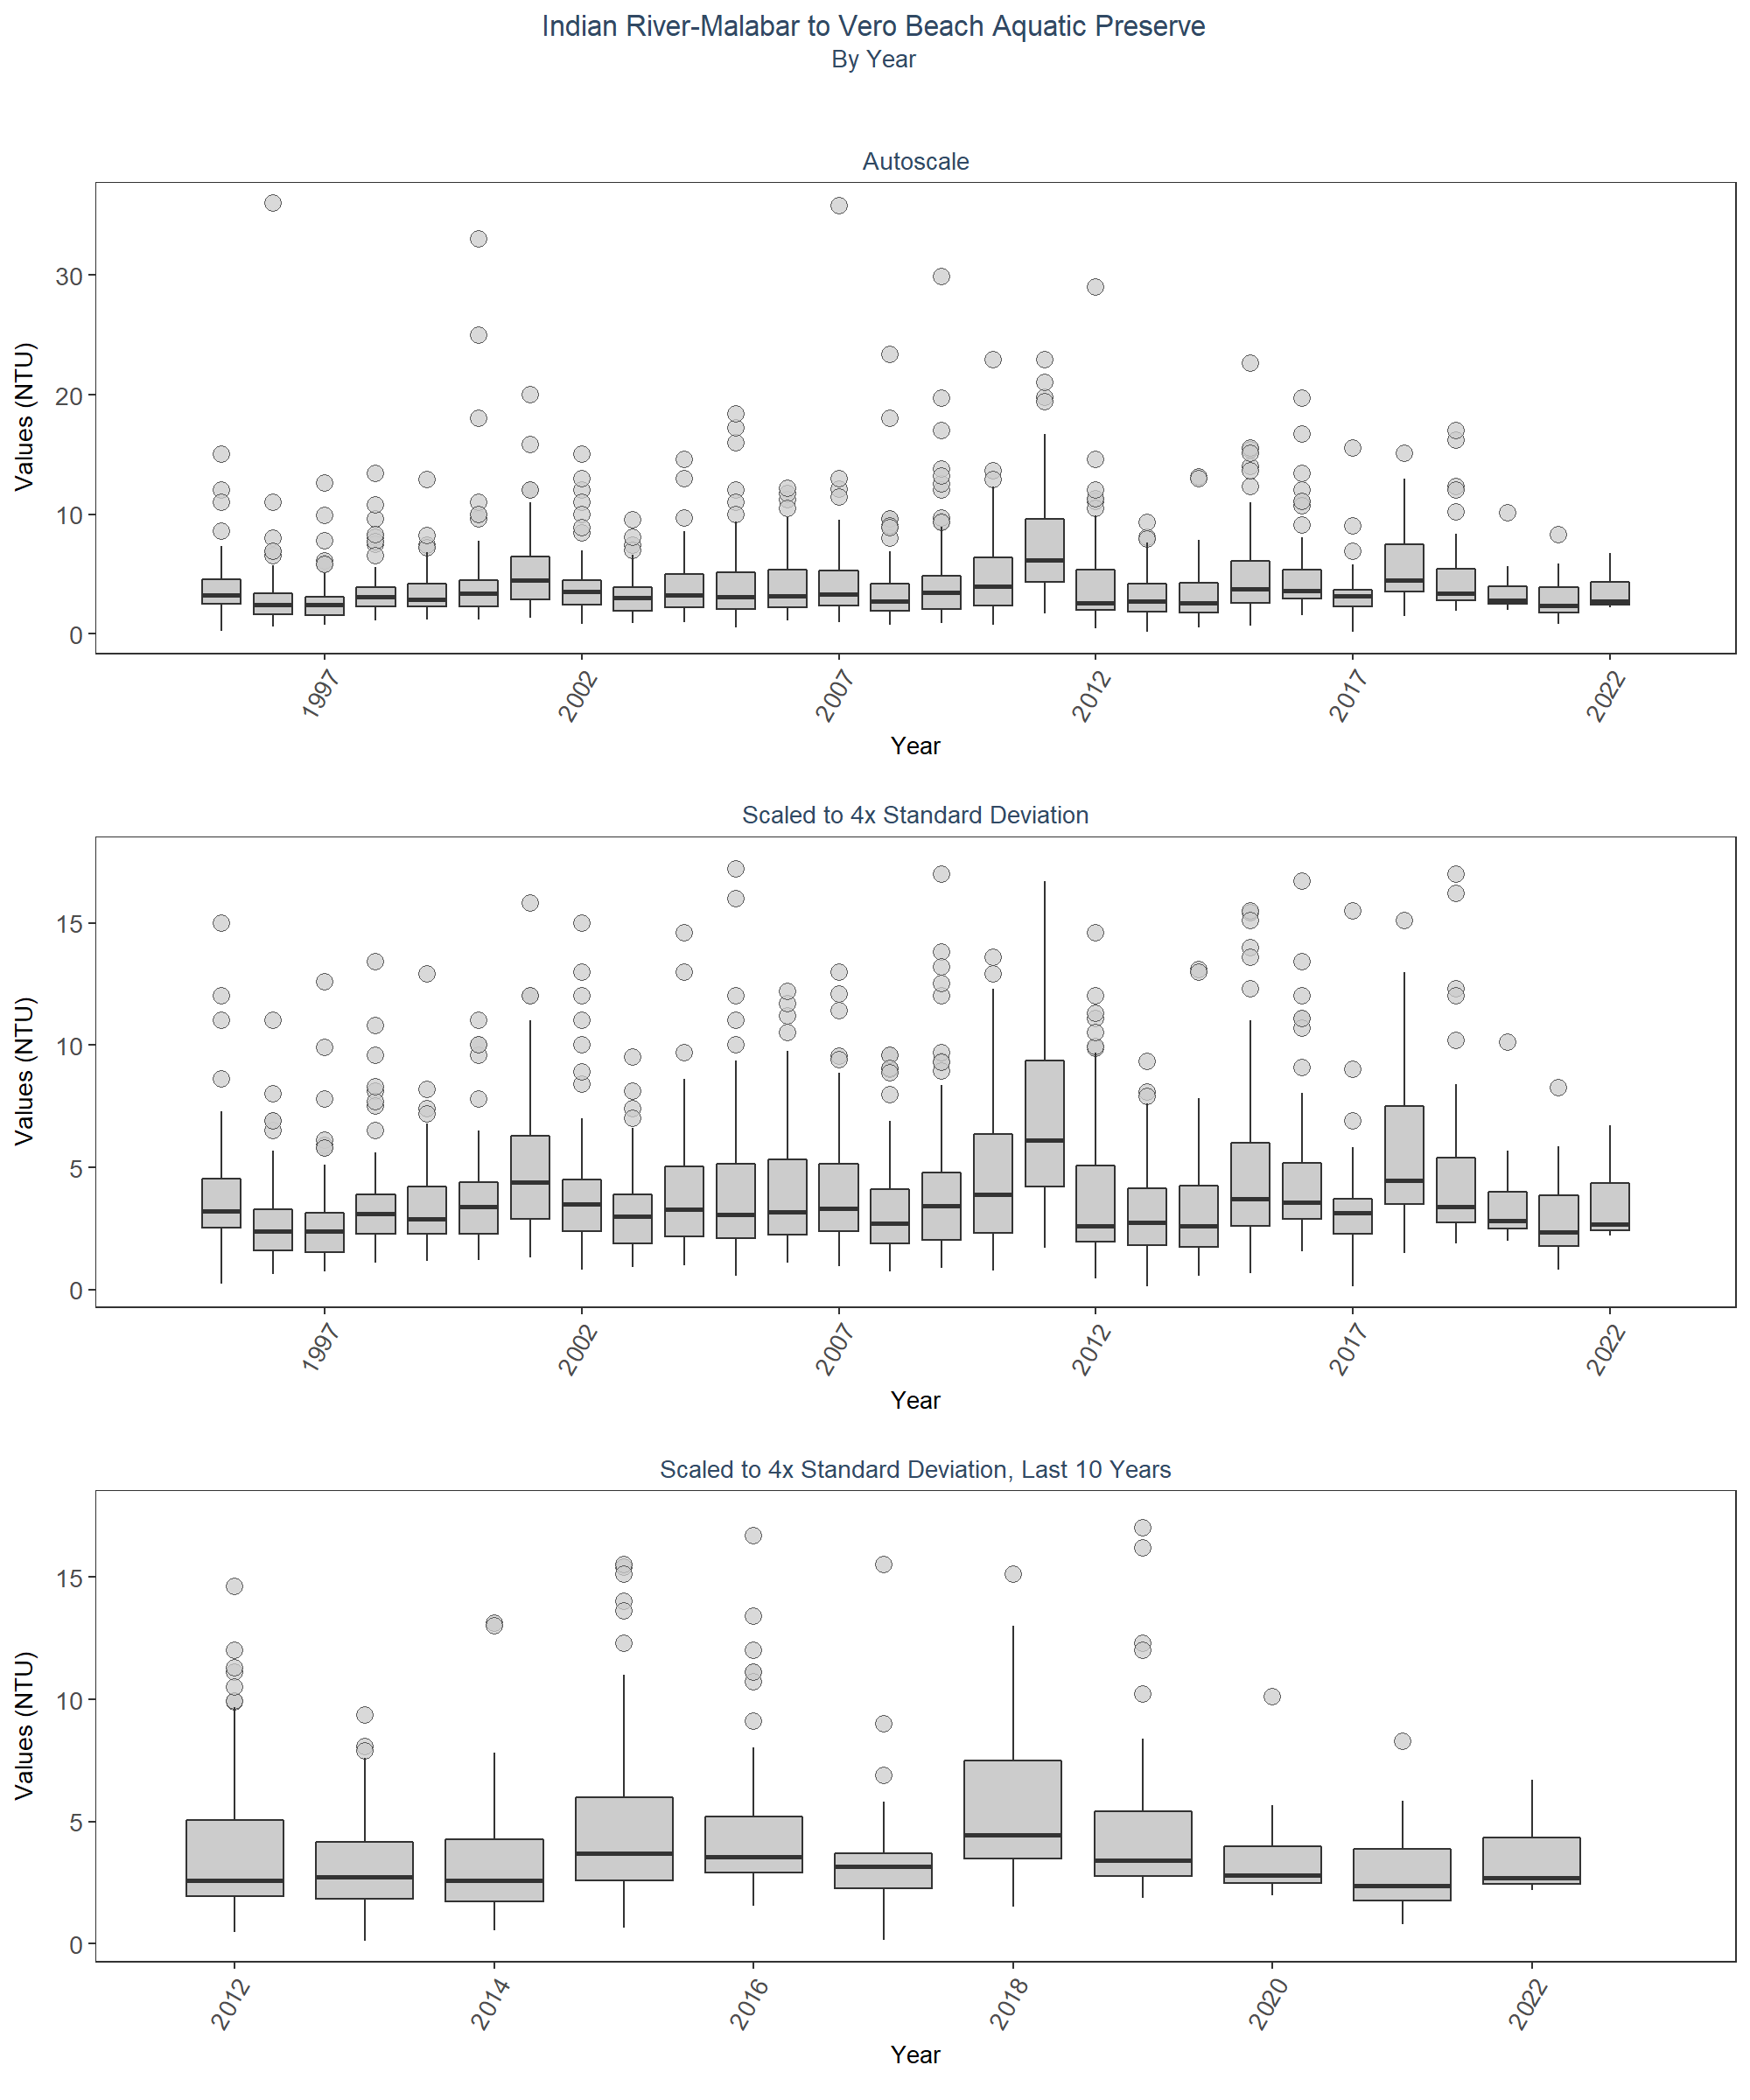 Indian River-Malabar to Vero Beach Aquatic Preserve
By Year
Autoscale
Values (NTU)
30
20
10
0
1997
2002
2007
2012
2017
2022
Year
Scaled to 4x Standard Deviation
Values (NTU)
15
10
5
0
1997
2002
2007
2012
2017
2022
Year
Scaled to 4x Standard Deviation, Last 10 Years
Values (NTU)
15
10
5
0
2012
2014
2016
2018
2020
2022
Year